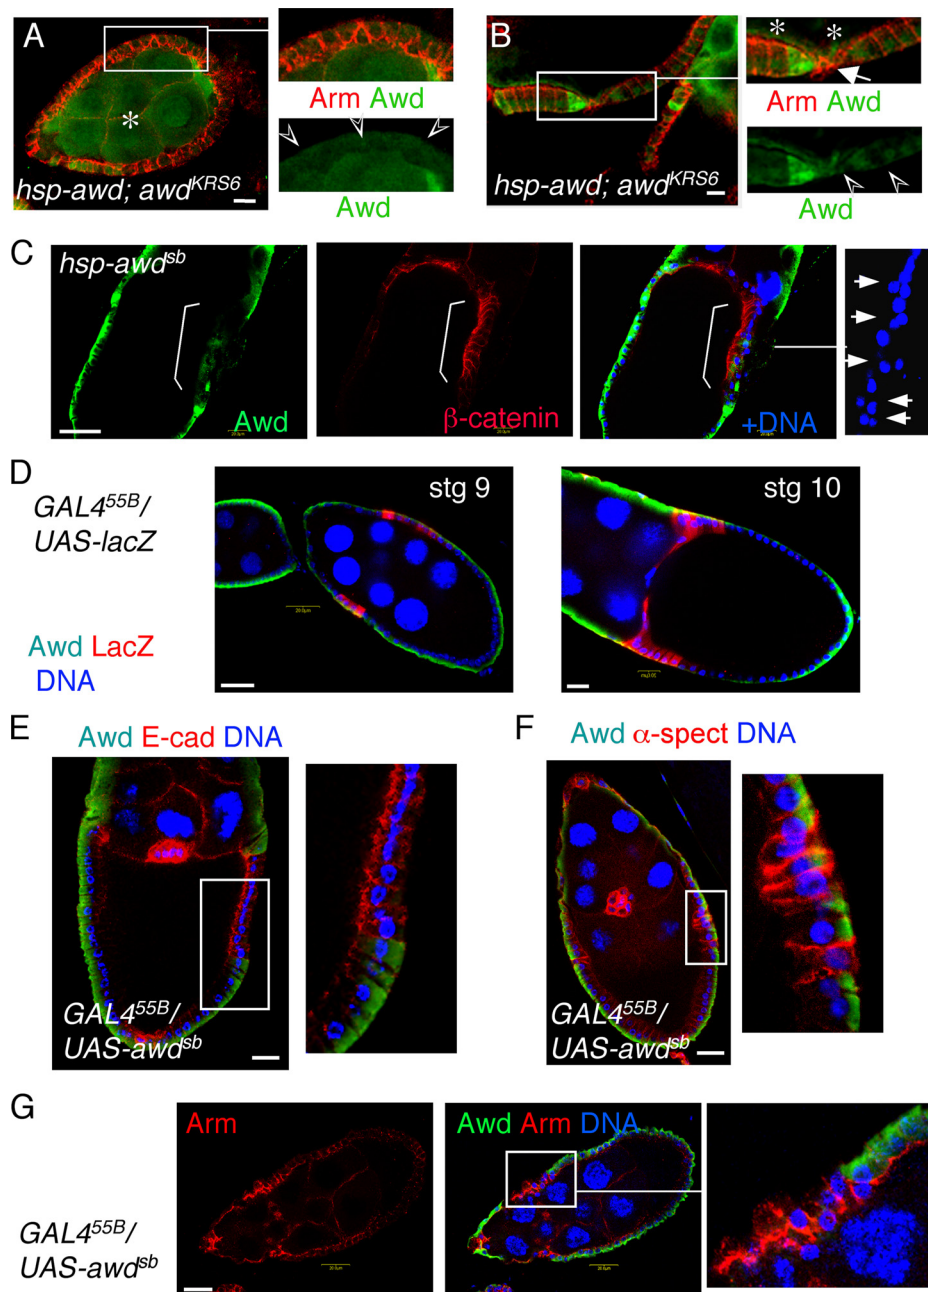 A
B
Arm Awd
Arm Awd
hsp-awd; awdKRS6
Awd
hsp-awd; awdKRS6
Awd
C
hsp-awdsb
Awd
β-catenin
+DNA
D
GAL455B/
UAS-lacZ
stg 9
stg 10
Awd LacZ
DNA
20.0µm
E
Awd E-cad DNA
F
Awd α-spect DNA
GAL455B/
UAS-awdsb
GAL455B/
UAS-awdsb
G
Arm
Awd Arm DNA
GAL455B/
UAS-awdsb